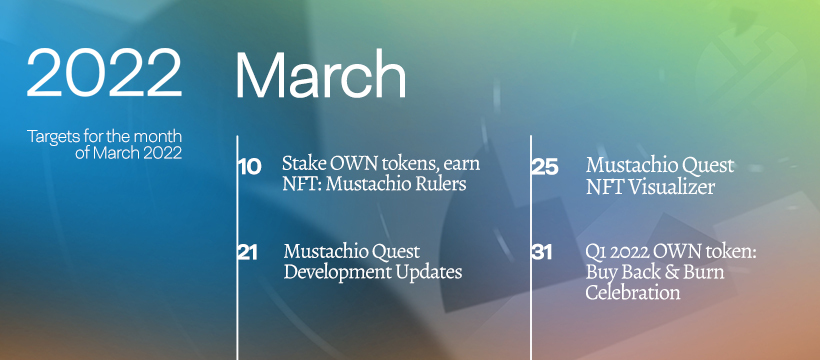 2022
Targets for the month
of March 2022
March
10
Stake OWN tokens, earn
NFT: Mustachio Rulers
21
Mustachio Quest
Development Updates
25
Mustachio Quest
NFT Visualizer
31
Q1 2022 OWN token:
Buy Back & Burn
Celebration